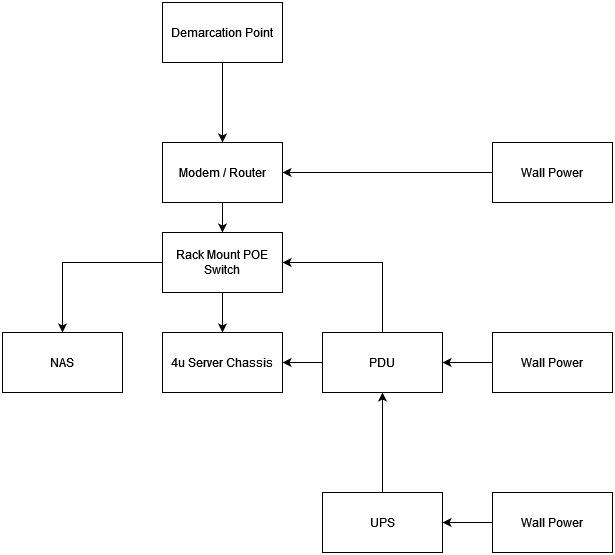 Demarcation Point
Modem / Router
Wall Power
Rack Mount POE
Switch
NAS
4u Server Chassis
PDU
Wall Power
UPS
Wall Power